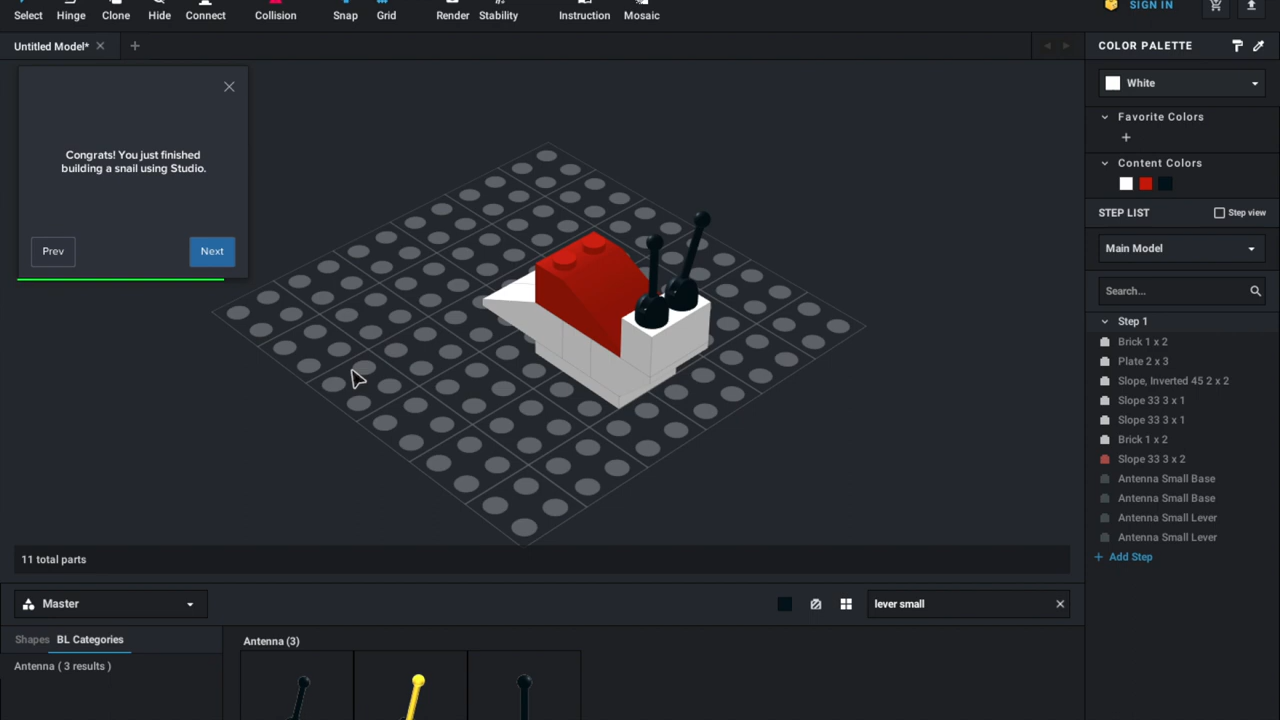 Select Hinge Clone Hide Connect Collision Snap Grid Render Stability Instruction Mosaic SIGN IN
Untitled Model*
COLOR PALETTE
White
Favorite Colors
Content Colors
STEP LIST
Step view
Main Model
Search...
Step 1
Brick 1 x 2
Plate 2 x 3
Slope, Inverted 45 2 x 2
Slope 33 3 x 1
Slope 33 3 x 1
Brick 1 x 2
Slope 33 3 x 2
Antenna Small Base
Antenna Small Base
Antenna Small Lever
Antenna Small Lever
+ Add Step
Congrats! You just finished
building a snail using Studio.
Prev Next
11 total parts
Master
lever small
Shapes BL Categories
Antenna ( 3 results )
Antenna (3)